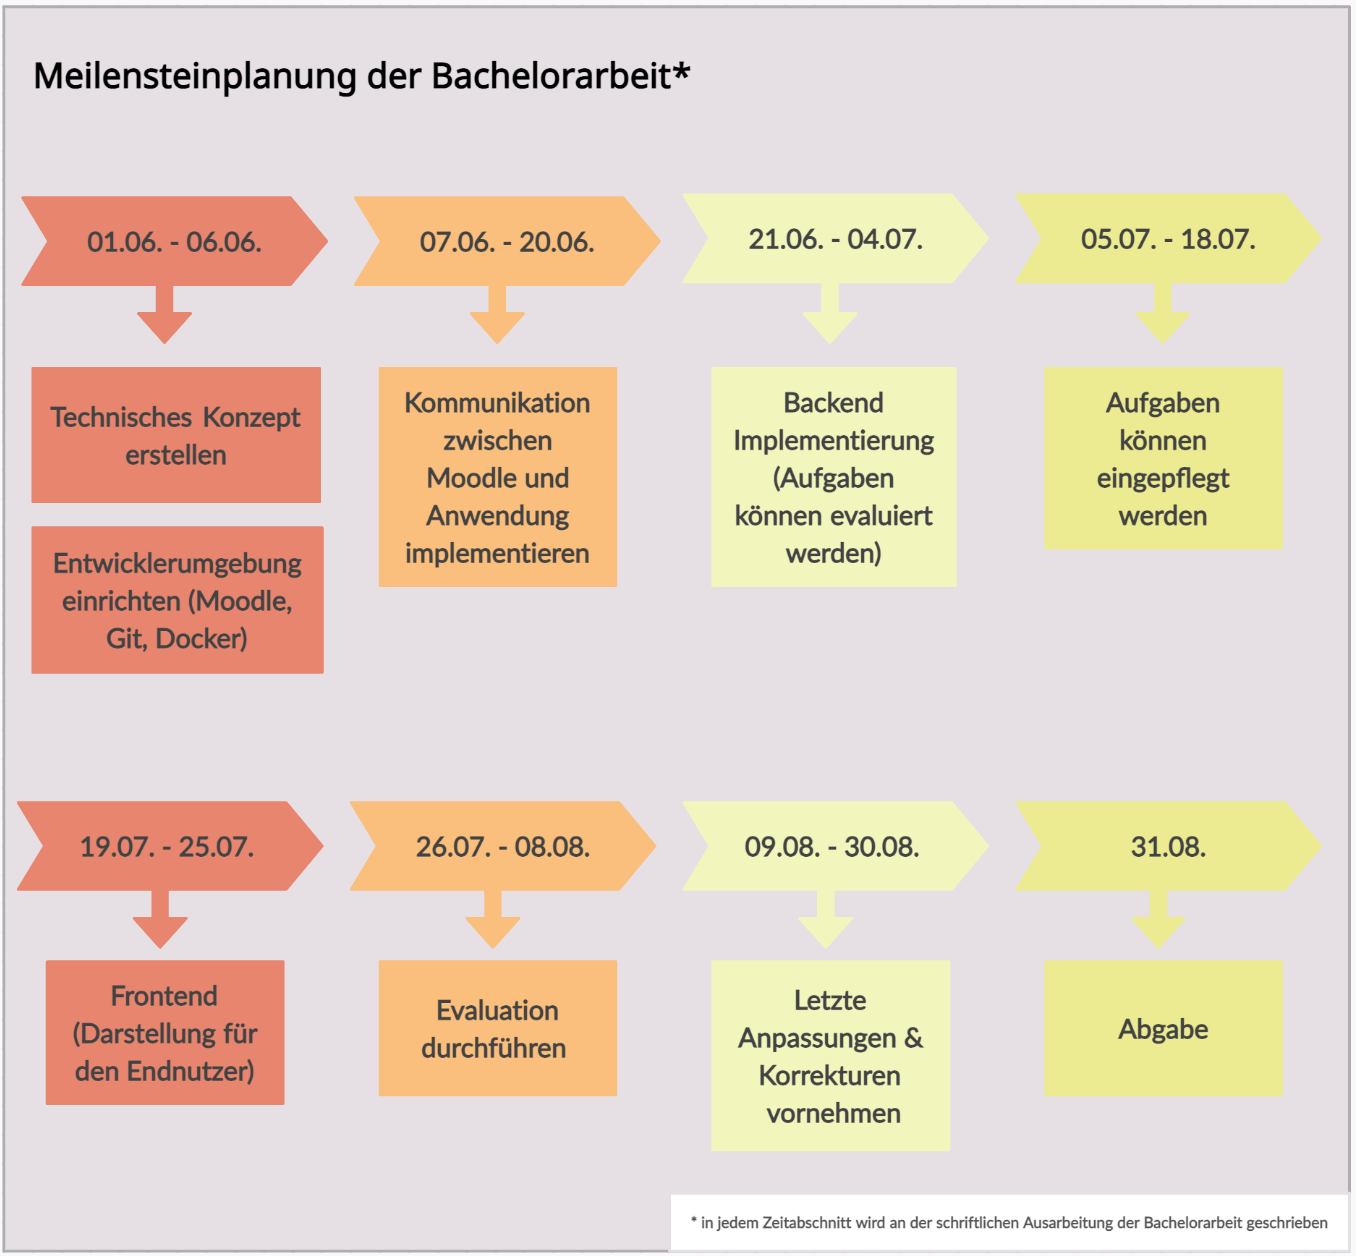 Meilensteinplanung der Bachelorarbeit*
01.06. - 06.06.
07.06. - 20.06.
21.06. - 04.07.
05.07. - 18.07.
Technisches Konzept
erstellen
Entwicklerumgebung
einrichten (Moodle,
Git, Docker)
Kommunikation
zwischen
Moodle und
Anwendung
implementieren
Backend
Implementierung
(Aufgaben
können evaluiert
werden)
Aufgaben
können
eingepflegt
werden
19.07. - 25.07.
26.07. - 08.08.
09.08. - 30.08.
31.08.
Frontend
(Darstellung für
den Endnutzer)
Evaluation
durchführen
Letzte
Anpassungen &
Korrekturen
vornehmen
Abgabe
* in jedem Zeitabschnitt wird an der schriftlichen Ausarbeitung der Bachelorarbeit geschrieben